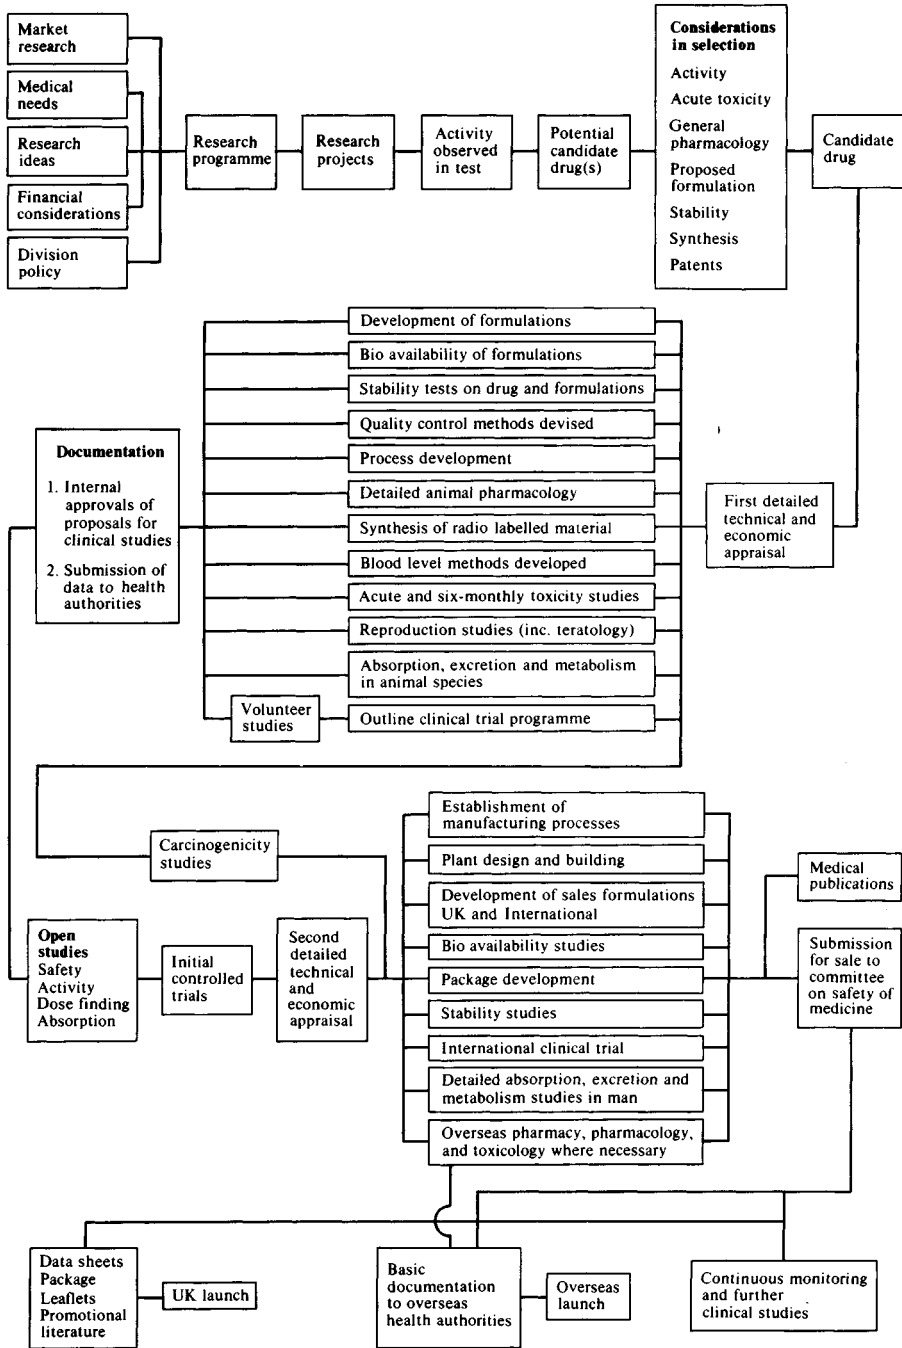 Market
research
Medical
needs
Research
ideas
Financial
considerations
Division
policy
Research
programme
Research
projects
Activity
observed
in test
Potential
candidate
drug(s)
Considerations
in selection
Activity
Acute toxicity
General
pharmacology
Proposed
formulation
Stability
Synthesis
Patents
Candidate
drug
First detailed
technical and
economic
appraisal
Development of formulations
Bio availability of formulations
Stability tests on drug and formulations
Quality control methods devised
Process development
Detailed animal pharmacology
Synthesis of radio labelled material
Blood level methods developed
Acute and six-monthly toxicity studies
Reproduction studies (inc. teratology)
Absorption, excretion and metabolism
in animal species
Outline clinical trial programme
Volunteer
studies
Documentation
1. Internal
approvals of
proposals for
clinical studies
2. Submission of
data to health
authorities
Carcinogenicity
studies
Open
studies
Safety
Activity
Dose finding
Absorption
Initial
controlled
trials
Second
detailed
technical
and
economic
appraisal
Establishment of
manufacturing processes
Plant design and building
Development of sales formulations
UK and International
Bio availability studies
Package development
Stability studies
International clinical trial
Detailed absorption, excretion and
metabolism studies in man
Overseas pharmacy, pharmacology,
and toxicology where necessary
Medical
publications
Submission
for sale to
committee
on safety of
medicine
Data sheets
Package
Leaflets
Promotional
literature
UK launch
Basic
documentation
to overseas
health authorities
Overseas
launch
Continuous monitoring
and further
clinical studies